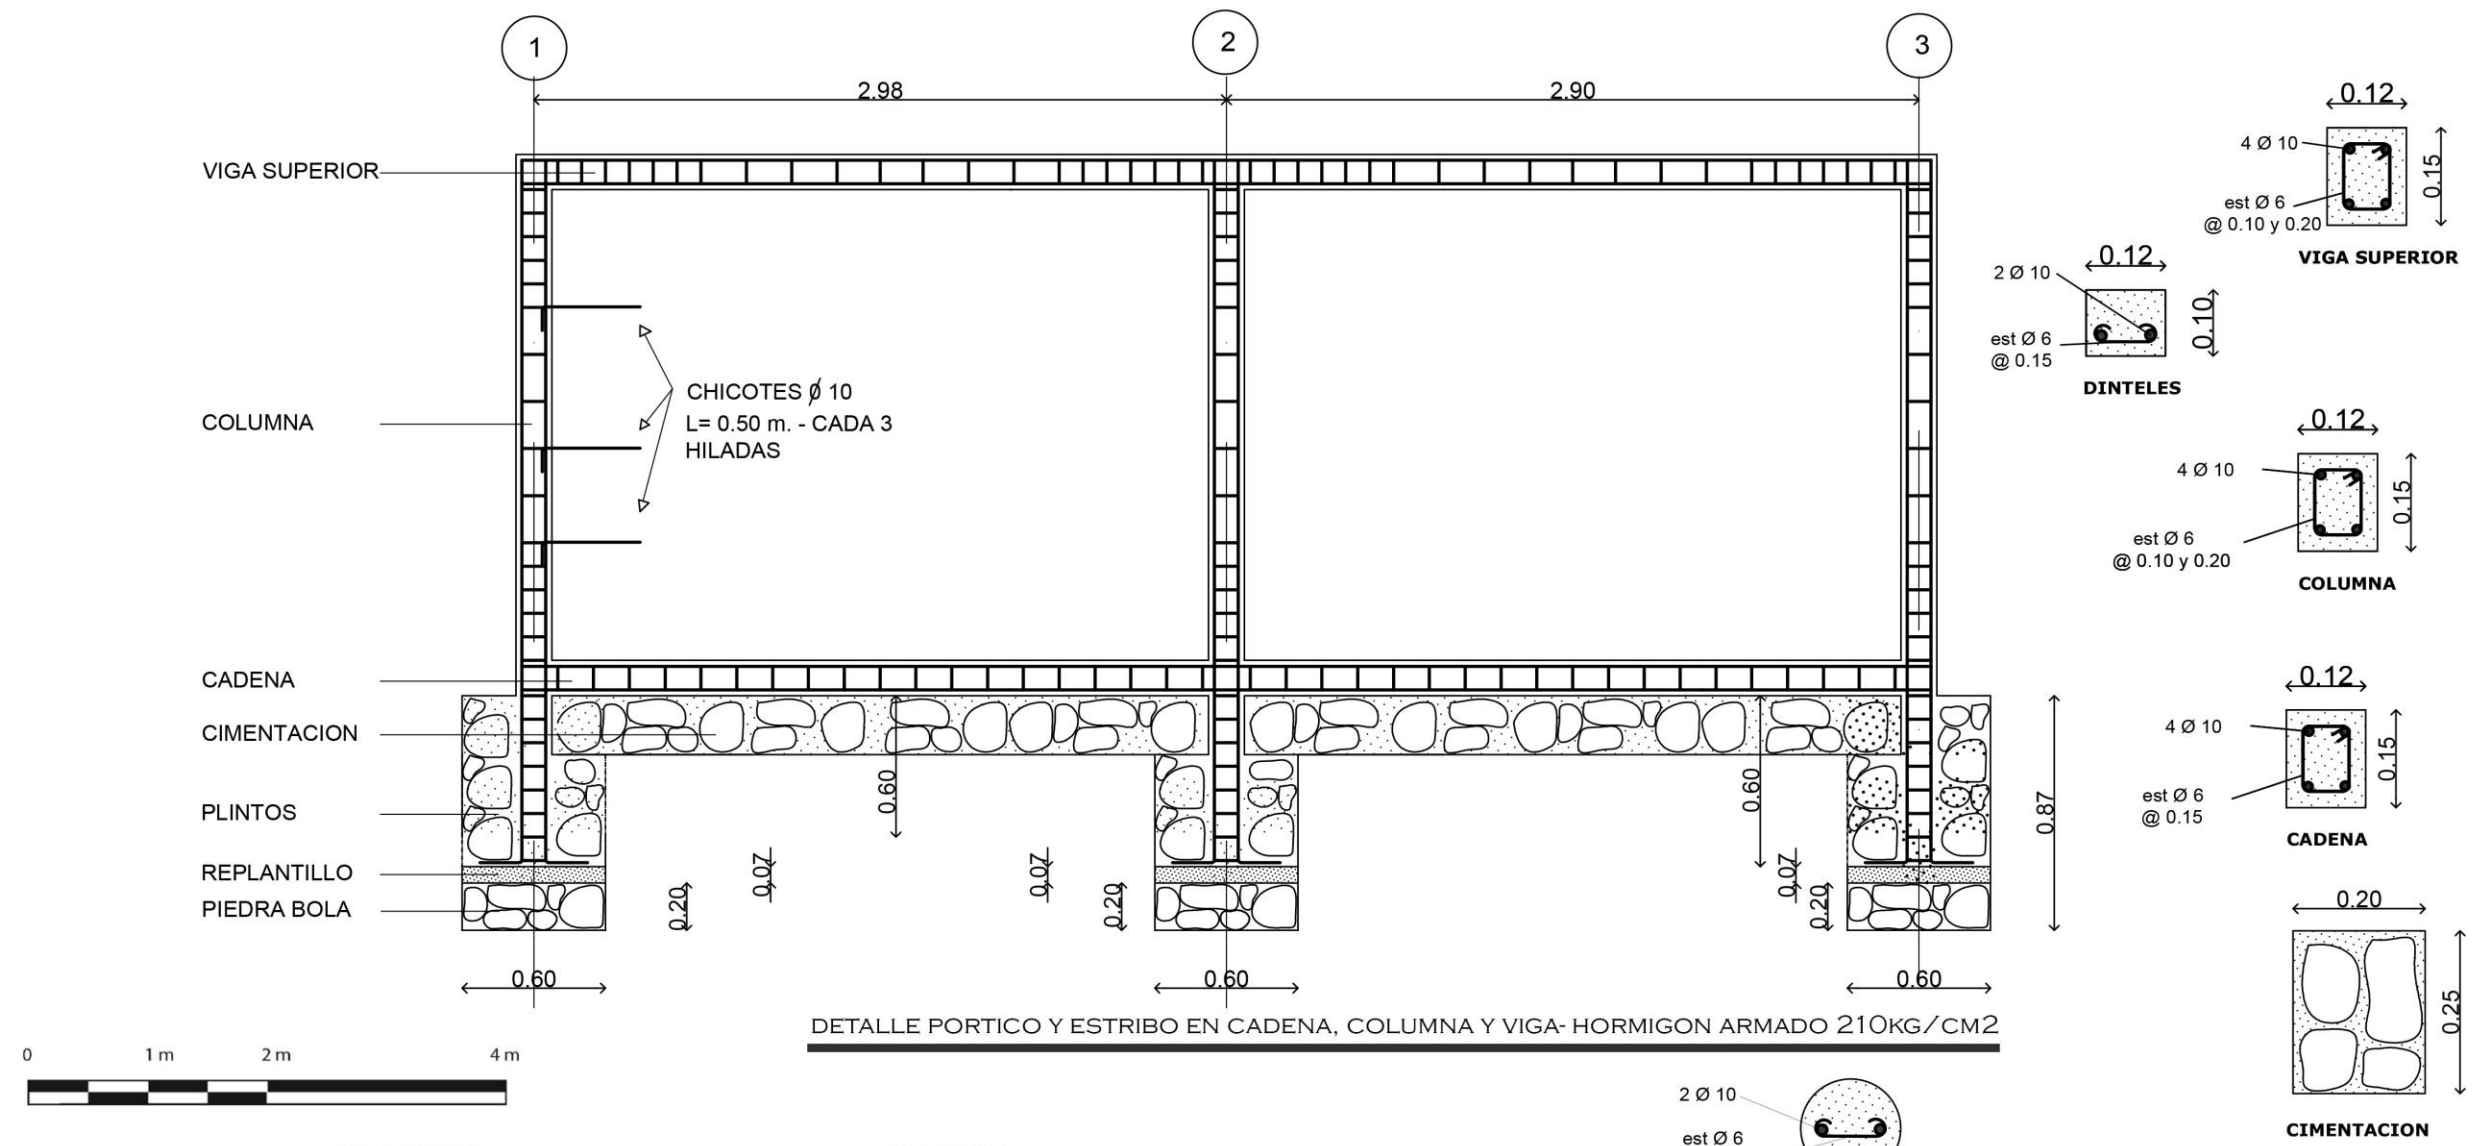 1
2
3
2.98
2.90
VIGA SUPERIOR
COLUMNA
CHICOTES Ø 10
L= 0.50 m. - CADA 3
HILADAS
CADENA
CIMENTACION
PLINTOS
REPLANTILLO
PIEDRA BOLA
0.60
0.60
0.87
0.07
0.07
0.07
0.20
0.20
0.20
0.60
0.60
0.60
DETALLE PORTICO Y ESTRIBO EN CADENA, COLUMNA Y VIGA- HORMIGON ARMADO 210KG/CM2
0
1 m
2 m
4 m
0.12
4 Ø 10
0.15
est Ø 6
@ 0.10 y 0.20
VIGA SUPERIOR
0.12
2 Ø 10
0.10
est Ø 6
@ 0.15
DINTELES
0.12
4 Ø 10
0.15
est Ø 6
@ 0.10 y 0.20
COLUMNA
0.12
4 Ø 10
0.15
est Ø 6
@ 0.15
CADENA
0.20
0.25
CIMENTACION
2 Ø 10
est Ø 6